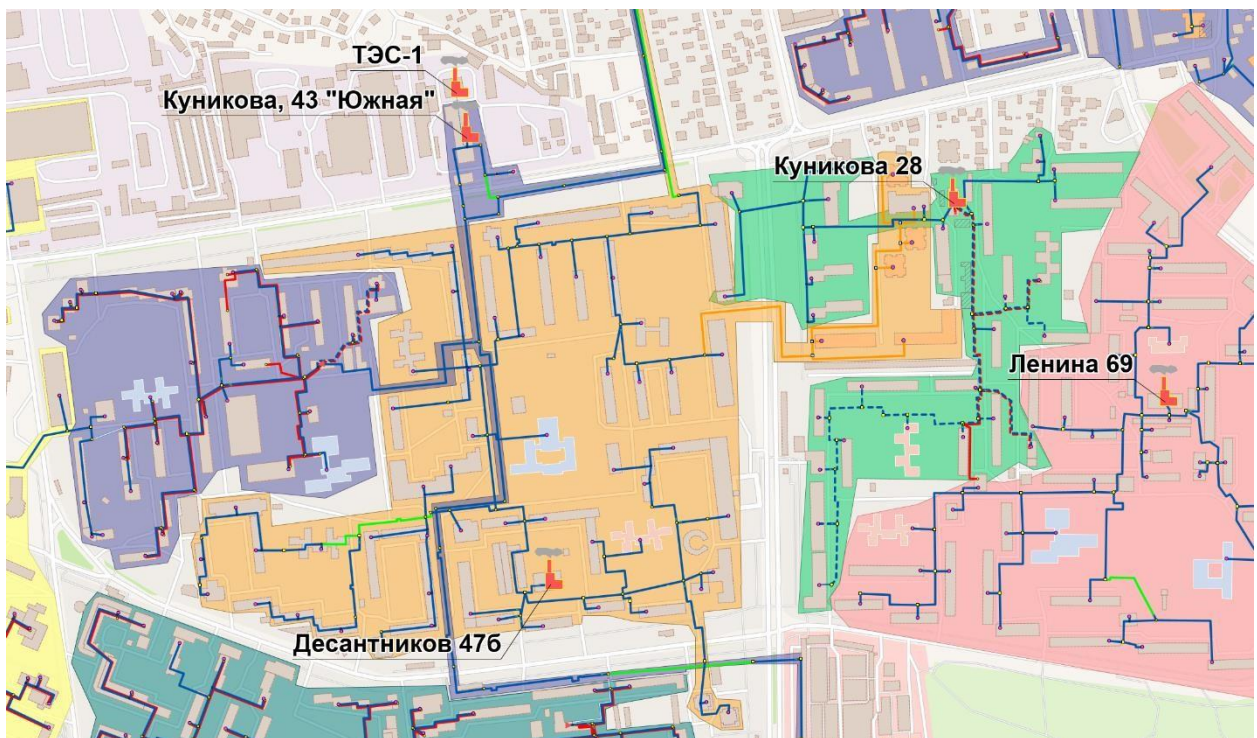 ТЭС-1
Куникова, 43 "Южная"
Куникова 28
Ленина 69
Десантников 47б